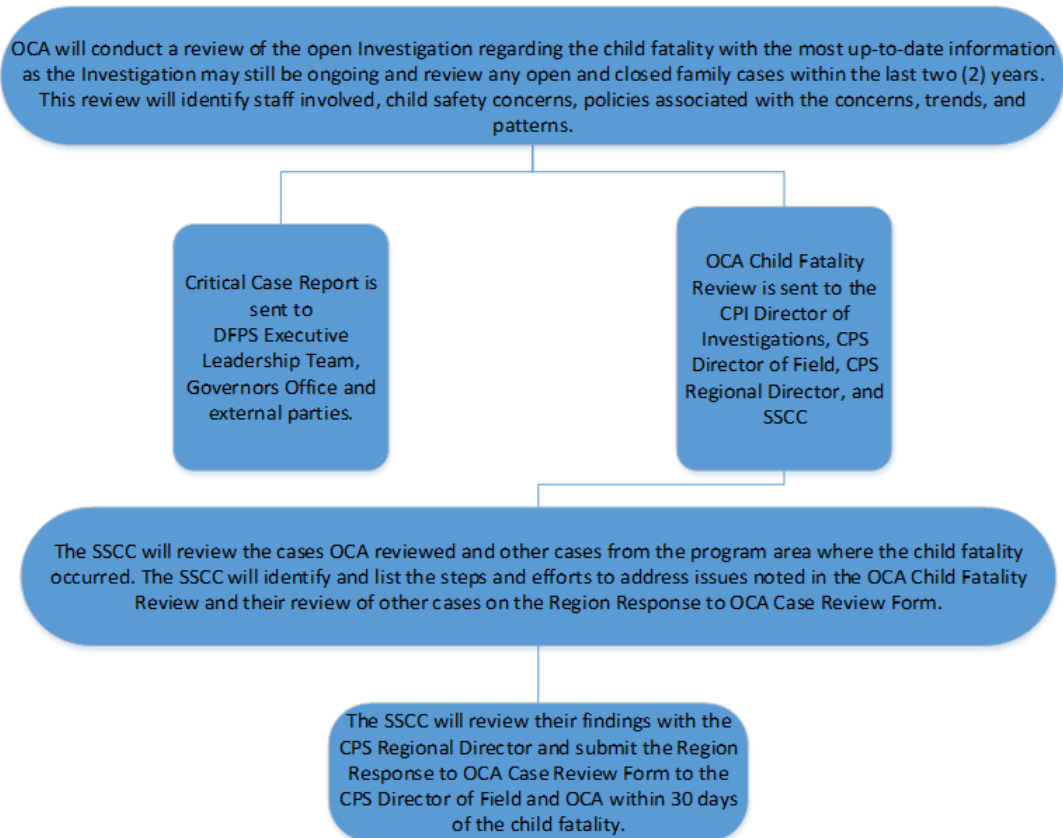 OCA will conduct a review of the open Investigation regarding the child fatality with the most up-to-date information
as the Investigation may still be ongoing and review any open and closed family cases within the last two (2) years.
This review will identify staff involved, child safety concerns, policies associated with the concerns, trends, and
patterns.
Critical Case Report is
sent to
DFPS Executive
Leadership Team,
Governors Office and
external parties.
OCA Child Fatality
Review is sent to the
CPI Director of
Investigations, CPS
Director of Field, CPS
Regional Director, and
SSCC
The SSCC will review the cases OCA reviewed and other cases from the program area where the child fatality
occurred. The SSCC will identify and list the steps and efforts to address issues noted in the OCA Child Fatality
Review and their review of other cases on the Region Response to OCA Case Review Form.
The SSCC will review their findings with the
CPS Regional Director and submit the Region
Response to OCA Case Review Form to the
CPS Director of Field and OCA within 30 days
of the child fatality.